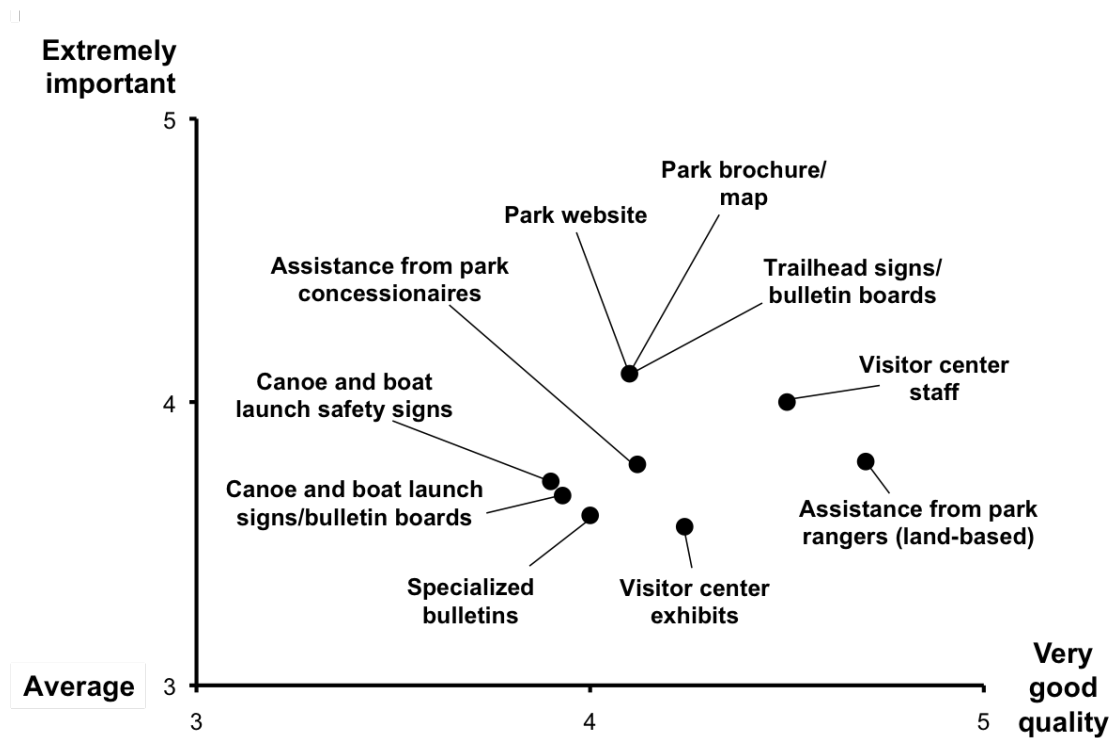 Extremely
important
5
Park brochure/
map
Park website
Assistance from park
concessionaires
Trailhead signs/
bulletin boards
Visitor center
staff
Canoe and boat
launch safety signs
4
Canoe and boat launch
signs/bulletin boards
Assistance from park
rangers (land-based)
Specialized
bulletins
Visitor center
exhibits
Average
3
3
4
5
Very
good
quality